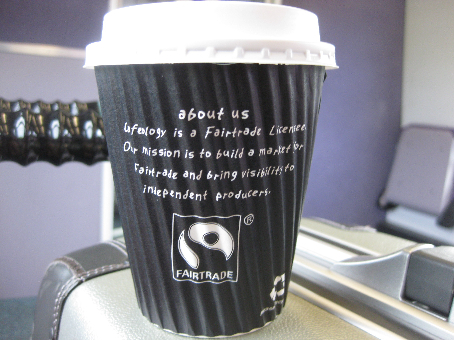 about us
Lifeology is a Fairtrade Licensee
Our mission is to build a market for
Fairtrade and bring visibility to
independent producers.
®
FAIRTRADE